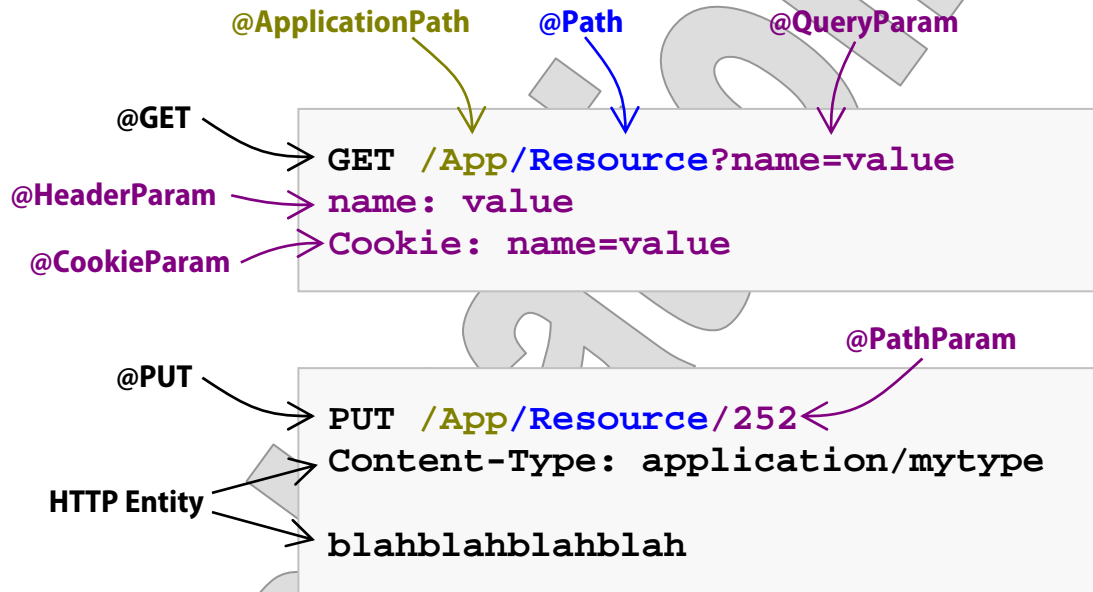 @ApplicationPath @Path @QueryParam
@GET
GET /App/Resource?name=value
@HeaderParam
name: value
Cookie: name=value
@CookieParam
@PathParam
@PUT
PUT /App/Resource/252
Content-Type: application/mytype
HTTP Entity
blahblahblahblah